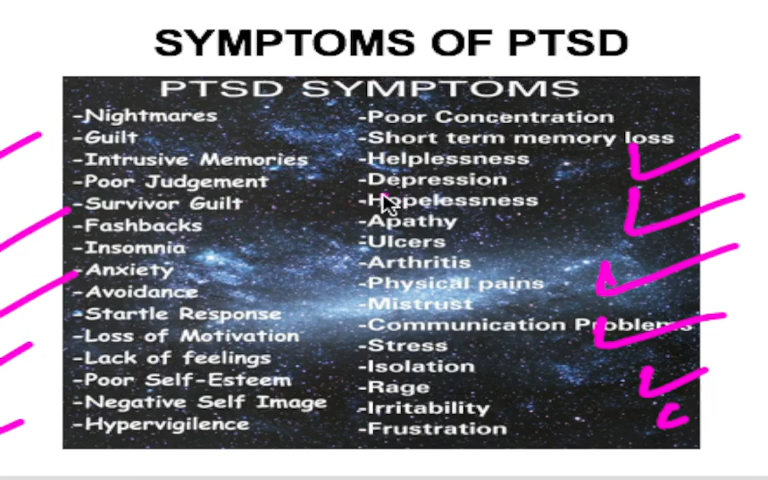 SYMPTOMS OF PTSD
PTSD SYMPTOMS
-Nightmares
-Guilt
-Intrusive Memories
-Poor Judgement
-Survivor Guilt
-Fashbacks
-Insomnia
-Anxiety
-Avoidance
-Startle Response
-Loss of Motivation
-Lack of feelings
-Poor Self-Esteem
-Negative Self Image
-Hypervigilence
-Poor Concentration
-Short term memory loss
-Helplessness
-Depression
-Hopelessness
-Apathy
-Ulcers
-Arthritis
-Physical pains
-Mistrust
-Communication Problems
-Stress
-Isolation
-Rage
-Irritability
-Frustration